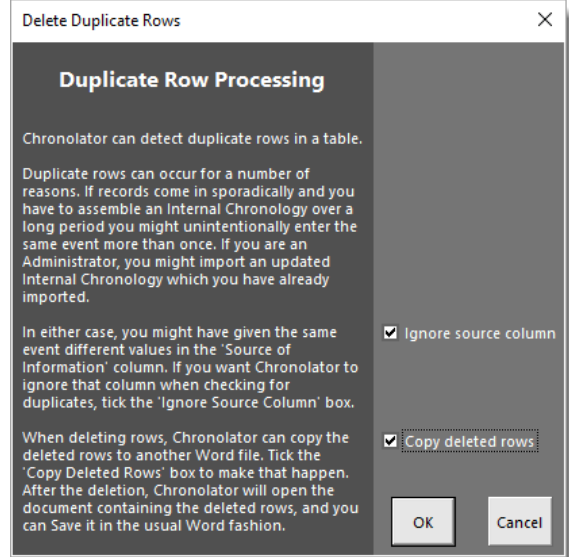 Delete Duplicate Rows
Duplicate Row Processing
Chronolator can detect duplicate rows in a table.
Duplicate rows can occur for a number of
reasons. If records come in sporadically and you
have to assemble an Internal Chronology over a
long period you might unintentionally enter the
same event more than once. If you are an
Administrator, you might import an updated
Internal Chronology which you have already
imported.
In either case, you might have given the same
event different values in the 'Source of
Information' column. If you want Chronolator to
ignore that column when checking for
duplicates, tick the 'Ignore Source Column' box.
Ignore source column
When deleting rows, Chronolator can copy the
deleted rows to another Word file. Tick the
'Copy Deleted Rows' box to make that happen.
After the deletion, Chronolator will open the
document containing the deleted rows, and you
can Save it in the usual Word fashion.
Copy deleted rows
OK
Cancel